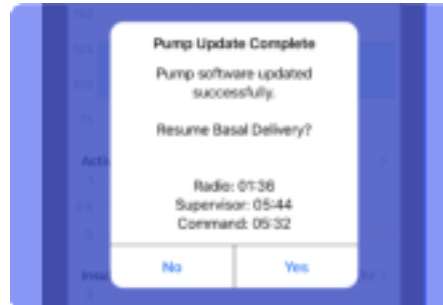 Pump Update Complete
Pump software updated
successfully.
Resume Basal Delivery?
Radio: 01:36
Supervisor: 05:44
Command: 05:32
No
Yes